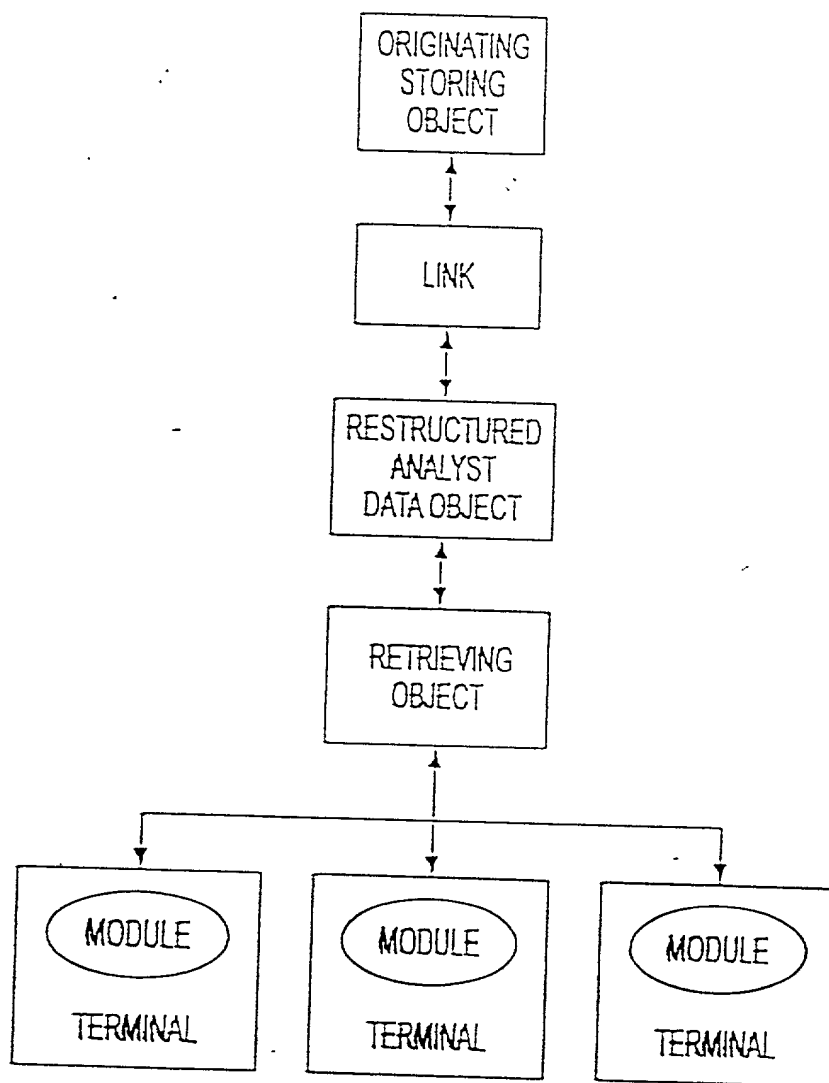 ORIGINATING
STORING
OBJECT
LINK
RESTRUCTURED
ANALYST
DATA OBJECT
RETRIEVING
OBJECT
MODULE
TERMINAL
MODULE
TERMINAL
MODULE
TERMINAL